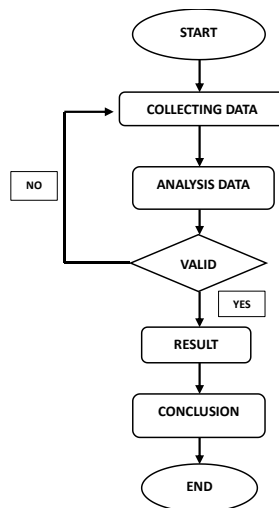 START
COLLECTING DATA
NO
ANALYSIS DATA
VALID
YES
RESULT
CONCLUSION
END